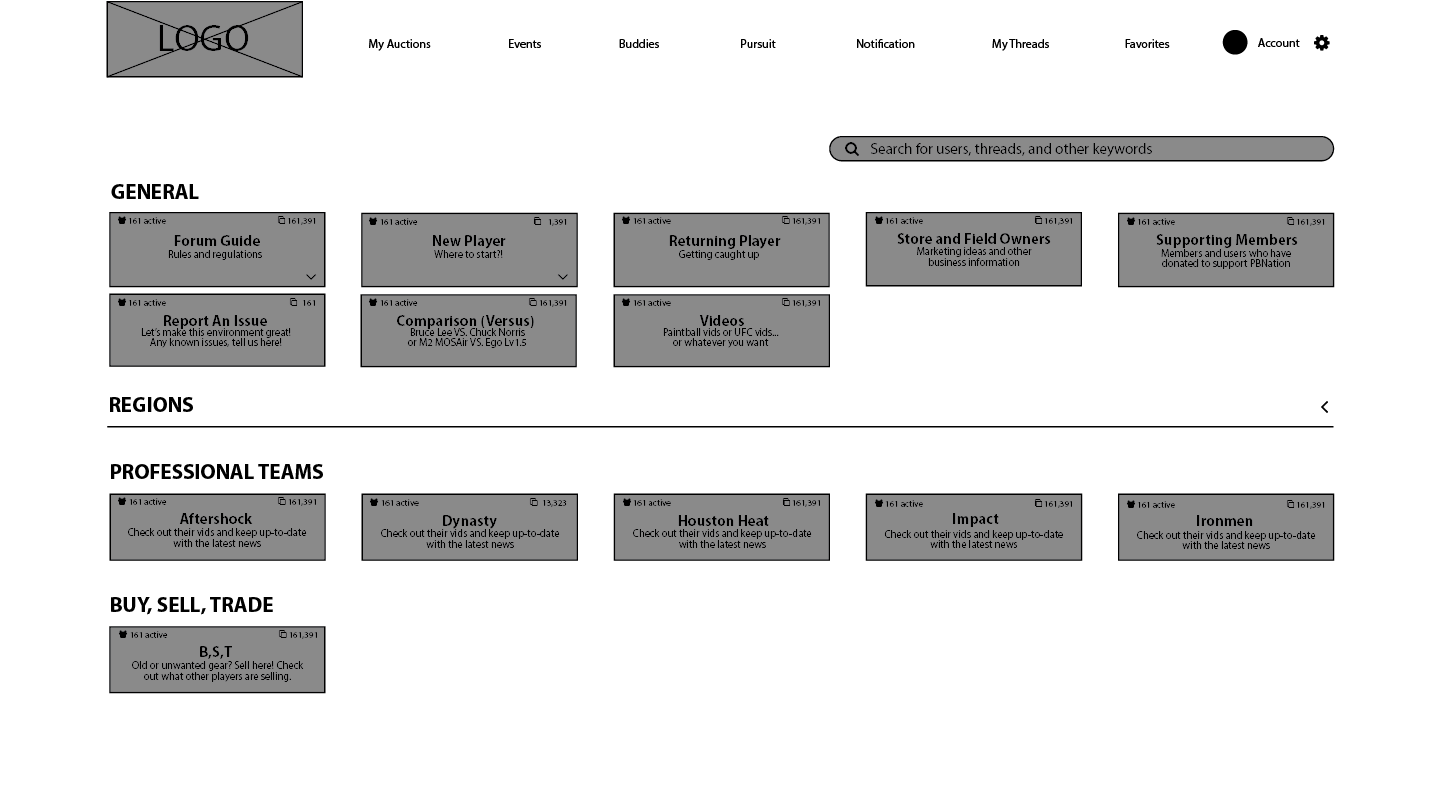 LOGO
My Auctions
Events
Buddies
Pursuit
Notification
My Threads
Favorites
Account
Search for users, threads, and other keywords
GENERAL
161 active 161,391
Forum Guide
Rules and regulations
161 active 1,391
New Player
Where to start?!
161 active 161,391
Returning Player
Getting caught up
161 active 161,391
Store and Field Owners
Marketing ideas and other
business information
161 active 161,391
Supporting Members
Members and users who have
donated to support PBNation
161 active 161
Report An Issue
Let's make this environment great!
Any known issues, tell us here!
161 active 161,391
Comparison (Versus)
Bruce Lee VS. Chuck Norris
or M2 MOSAir VS. Ego Lv1.5
161 active 161,391
Videos
Paintball vids or UFC vids...
or whatever you want
REGIONS
PROFESSIONAL TEAMS
161 active 161,391
Aftershock
Check out their vids and keep up-to-date
with the latest news
161 active 13,323
Dynasty
Check out their vids and keep up-to-date
with the latest news
161 active 161,391
Houston Heat
Check out their vids and keep up-to-date
with the latest news
161 active 161,391
Impact
Check out their vids and keep up-to-date
with the latest news
161 active 161,391
Ironmen
Check out their vids and keep up-to-date
with the latest news
BUY, SELL, TRADE
161 active 161,391
B,S,T
Old or unwanted gear? Sell here! Check
out what other players are selling.